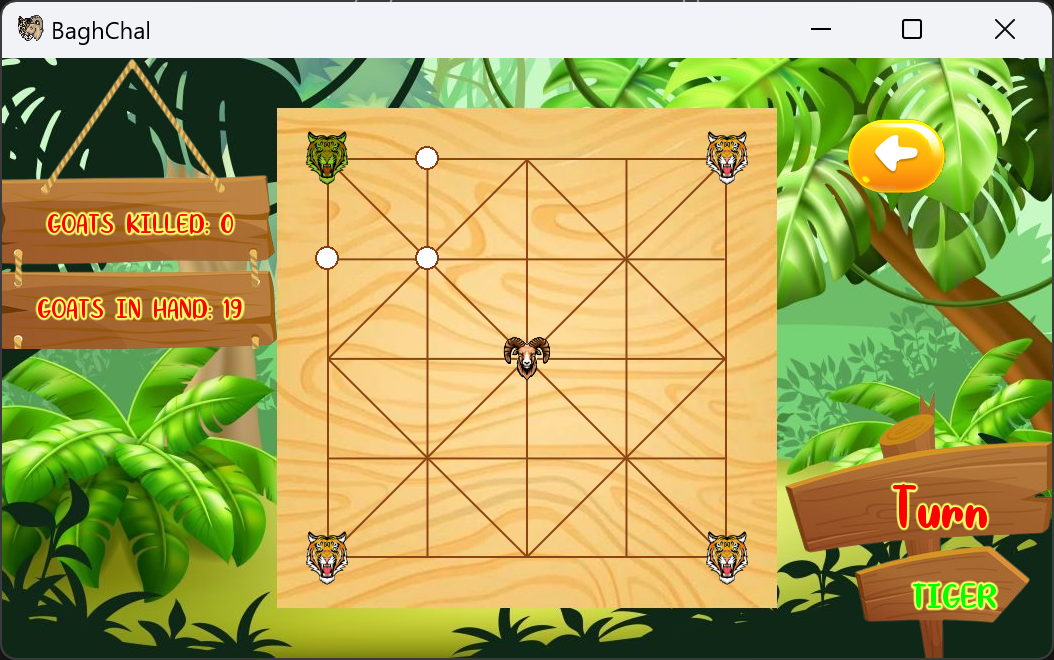 BaghChal
GOATS KILLED: 0
GOATS IN HAND: 19
Turn
TIGER